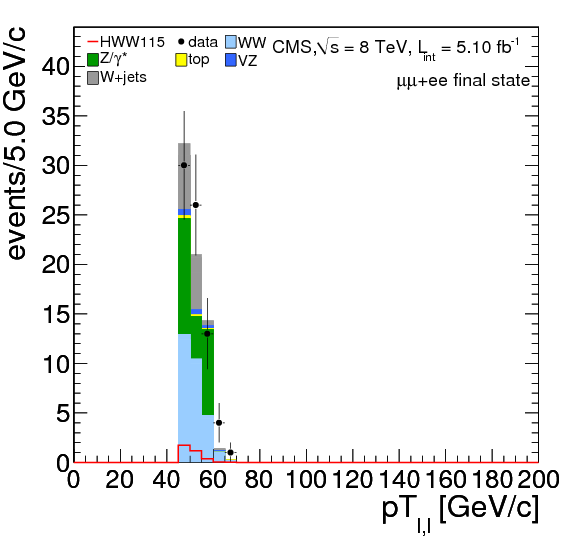 HWW115 data WW CMS,√s = 8 TeV, L_int = 5.10 fb⁻¹
Z/γ* top VZ
W+jets μμ+ee final state
events/5.0 GeV/c
40
35
30
25
20
15
10
5
0
0 20 40 60 80 100 120 140 160 180 200
pT_l,l [GeV/c]